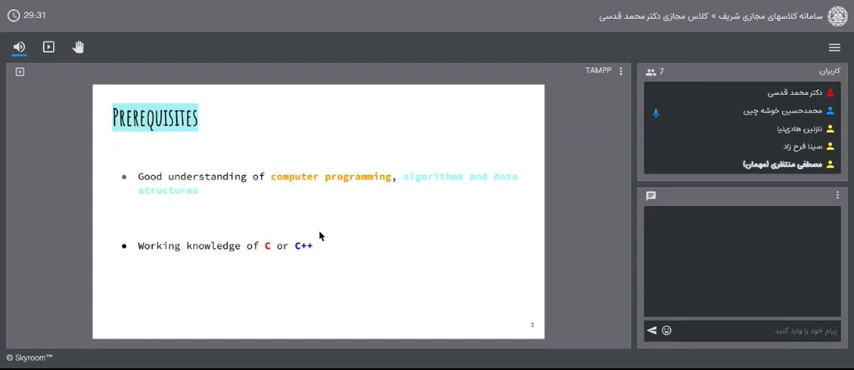 29:31
سامانه کلاسهای مجازی شریف » کلاس مجازی دکتر محمد قدسی
TAMPP
PREREQUISITES
● Good understanding of computer programming, algorithms and data
structures
● Working knowledge of C or C++
3
کاربران
7
دکتر محمد قدسی
محمدحسین خوشه چین
نازلین هادی‌نیا
سینا فرح زاد
مصطفی منتظری (مهمان)
پیام خود را وارد کنید
© Skyroom™